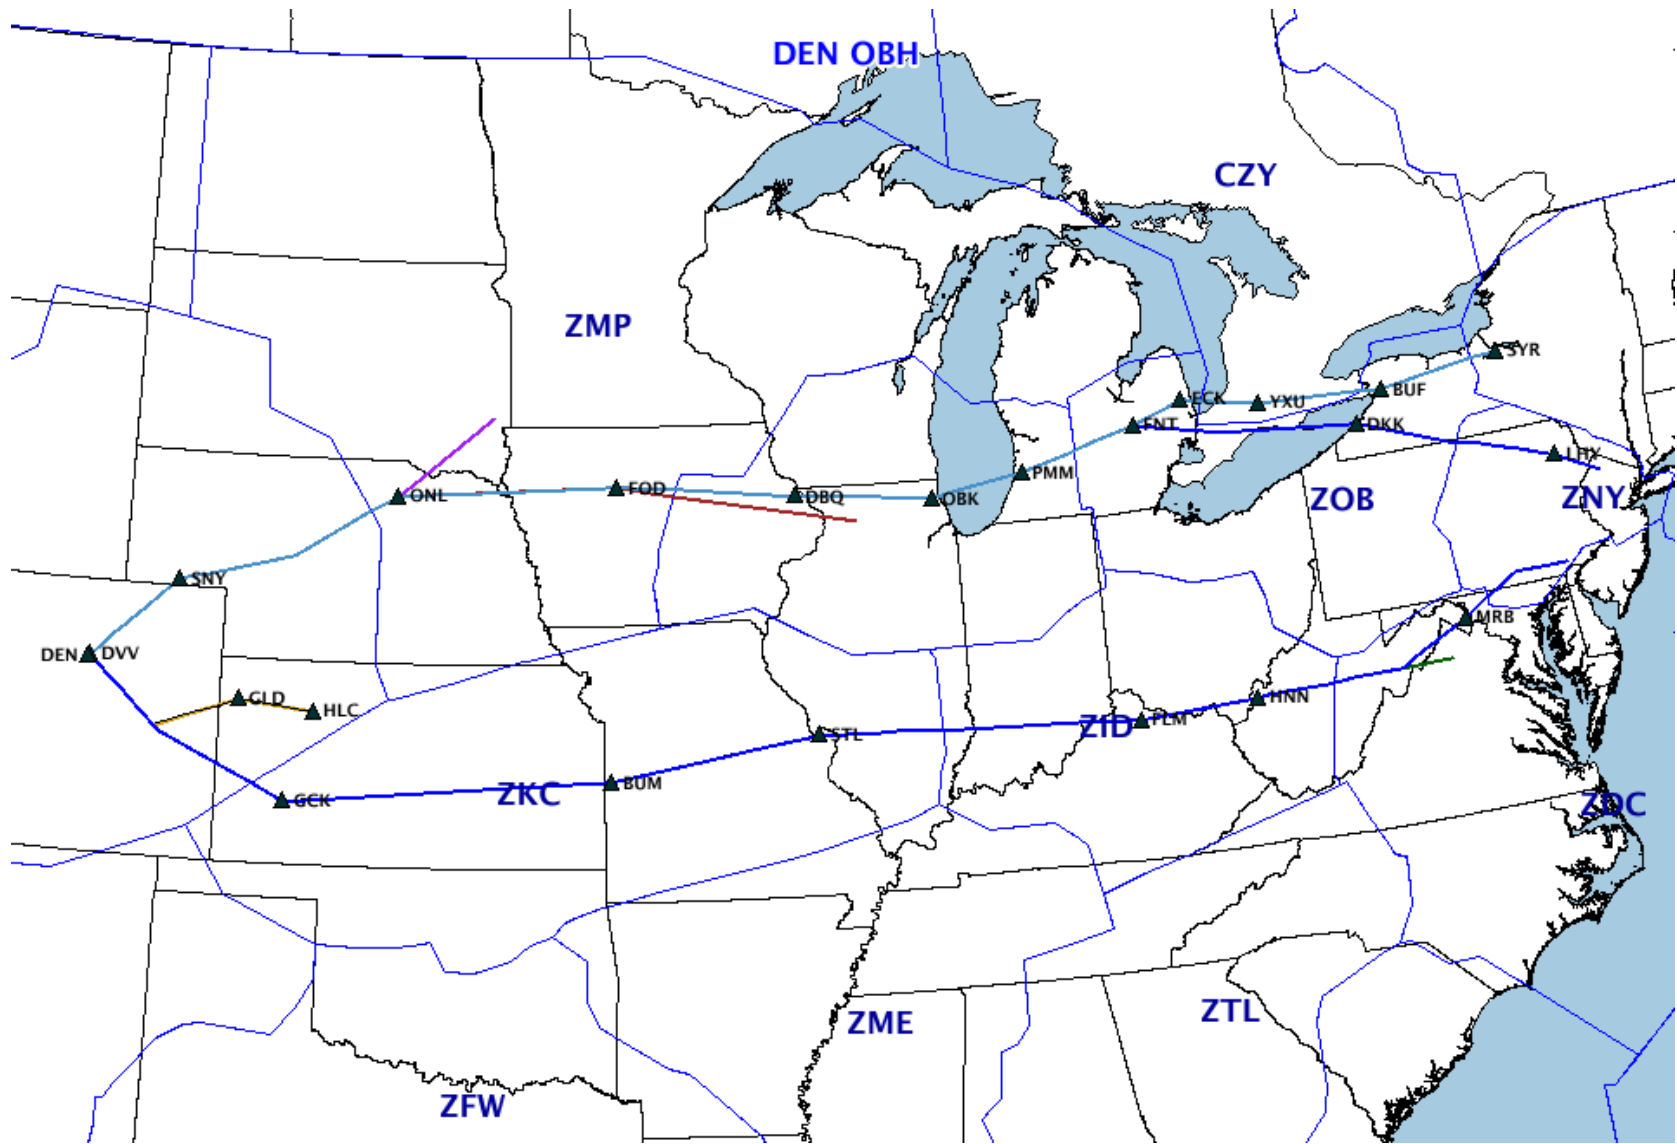 DEN OBH
CZY
ZMP
SYR
ECK
YXU
BUF
FNT
DKK
LHY
PMM
ONL
FOD
DBQ
OBK
ZOB
ZNY
SNY
MRB
DEN
DVV
GLD
HLC
HNN
FLM
ZID
STL
GCK
ZKC
BUM
ZDC
ZME
ZTL
ZFW